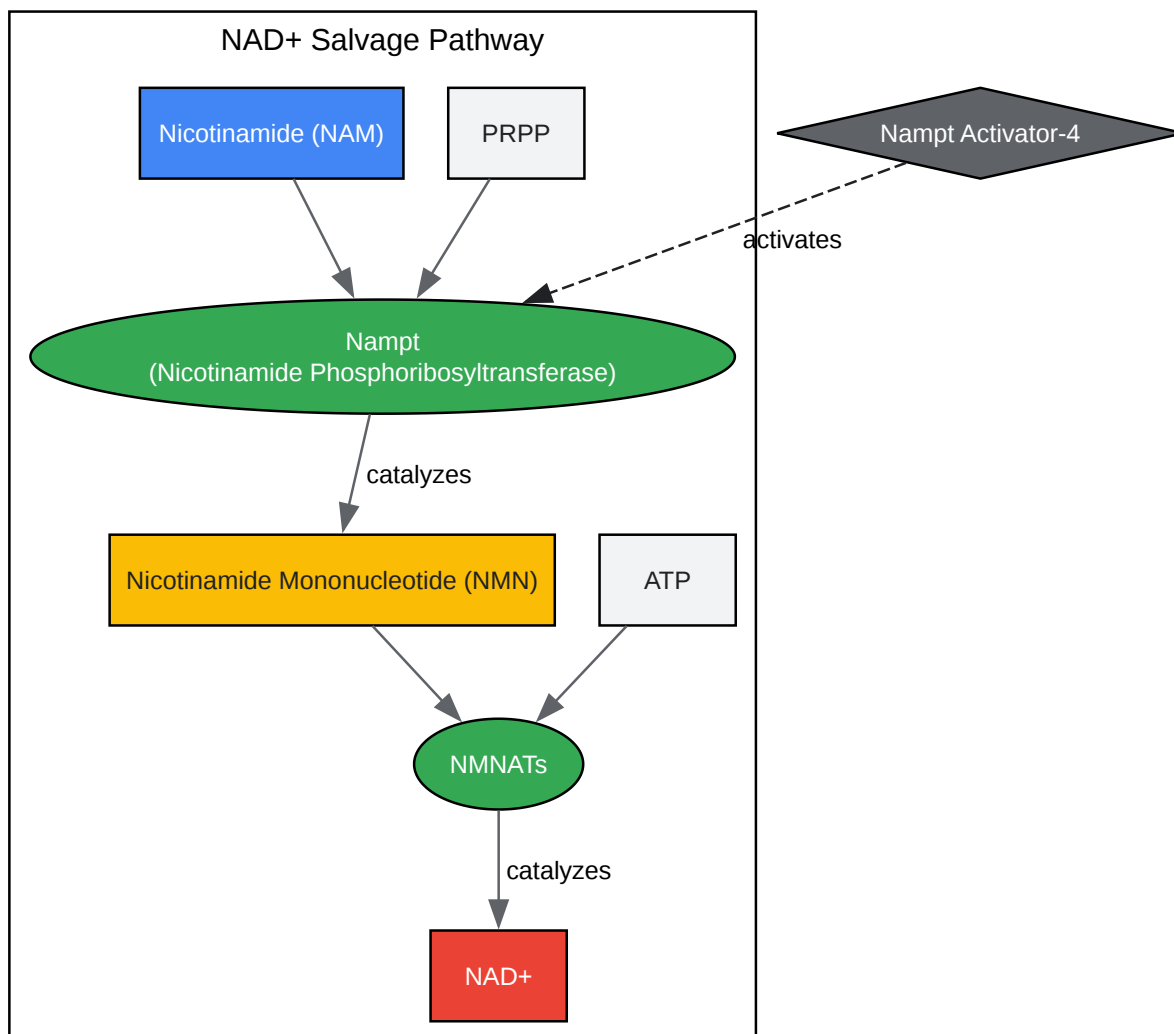 NAD+ Salvage Pathway
Nicotinamide (NAM)
PRPP
Nampt Activator-4
activates
Nampt
(Nicotinamide Phosphoribosyltransferase)
catalyzes
Nicotinamide Mononucleotide (NMN)
ATP
NMNATs
catalyzes
NAD+